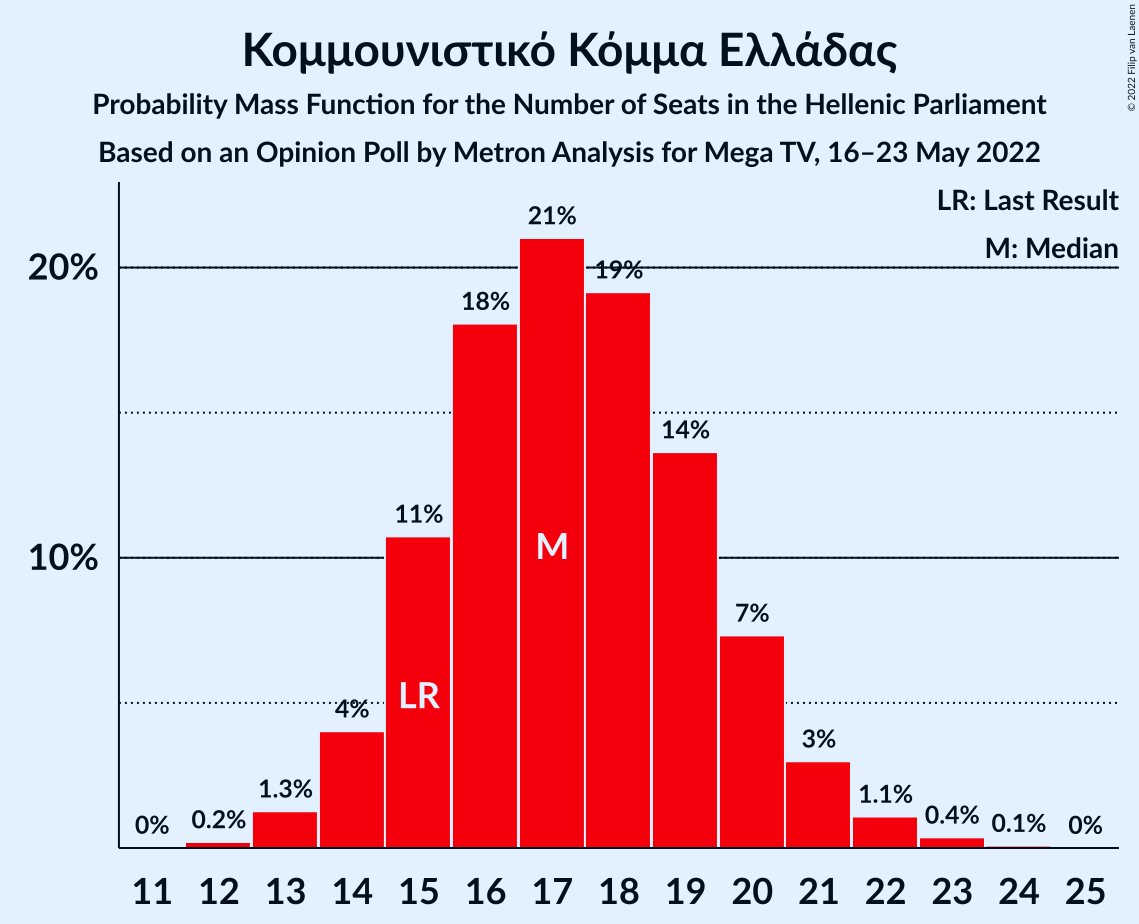 Κομμουνιστικό Κόμμα Ελλάδας
Probability Mass Function for the Number of Seats in the Hellenic Parliament
Based on an Opinion Poll by Metron Analysis for Mega TV, 16–23 May 2022
© 2022 Filip van Laenen
LR: Last Result
M: Median
20%
10%
0%
0.2%
1.3%
4%
11%
18%
21%
19%
14%
7%
3%
1.1%
0.4%
0.1%
0%
LR
M
11 12 13 14 15 16 17 18 19 20 21 22 23 24 25